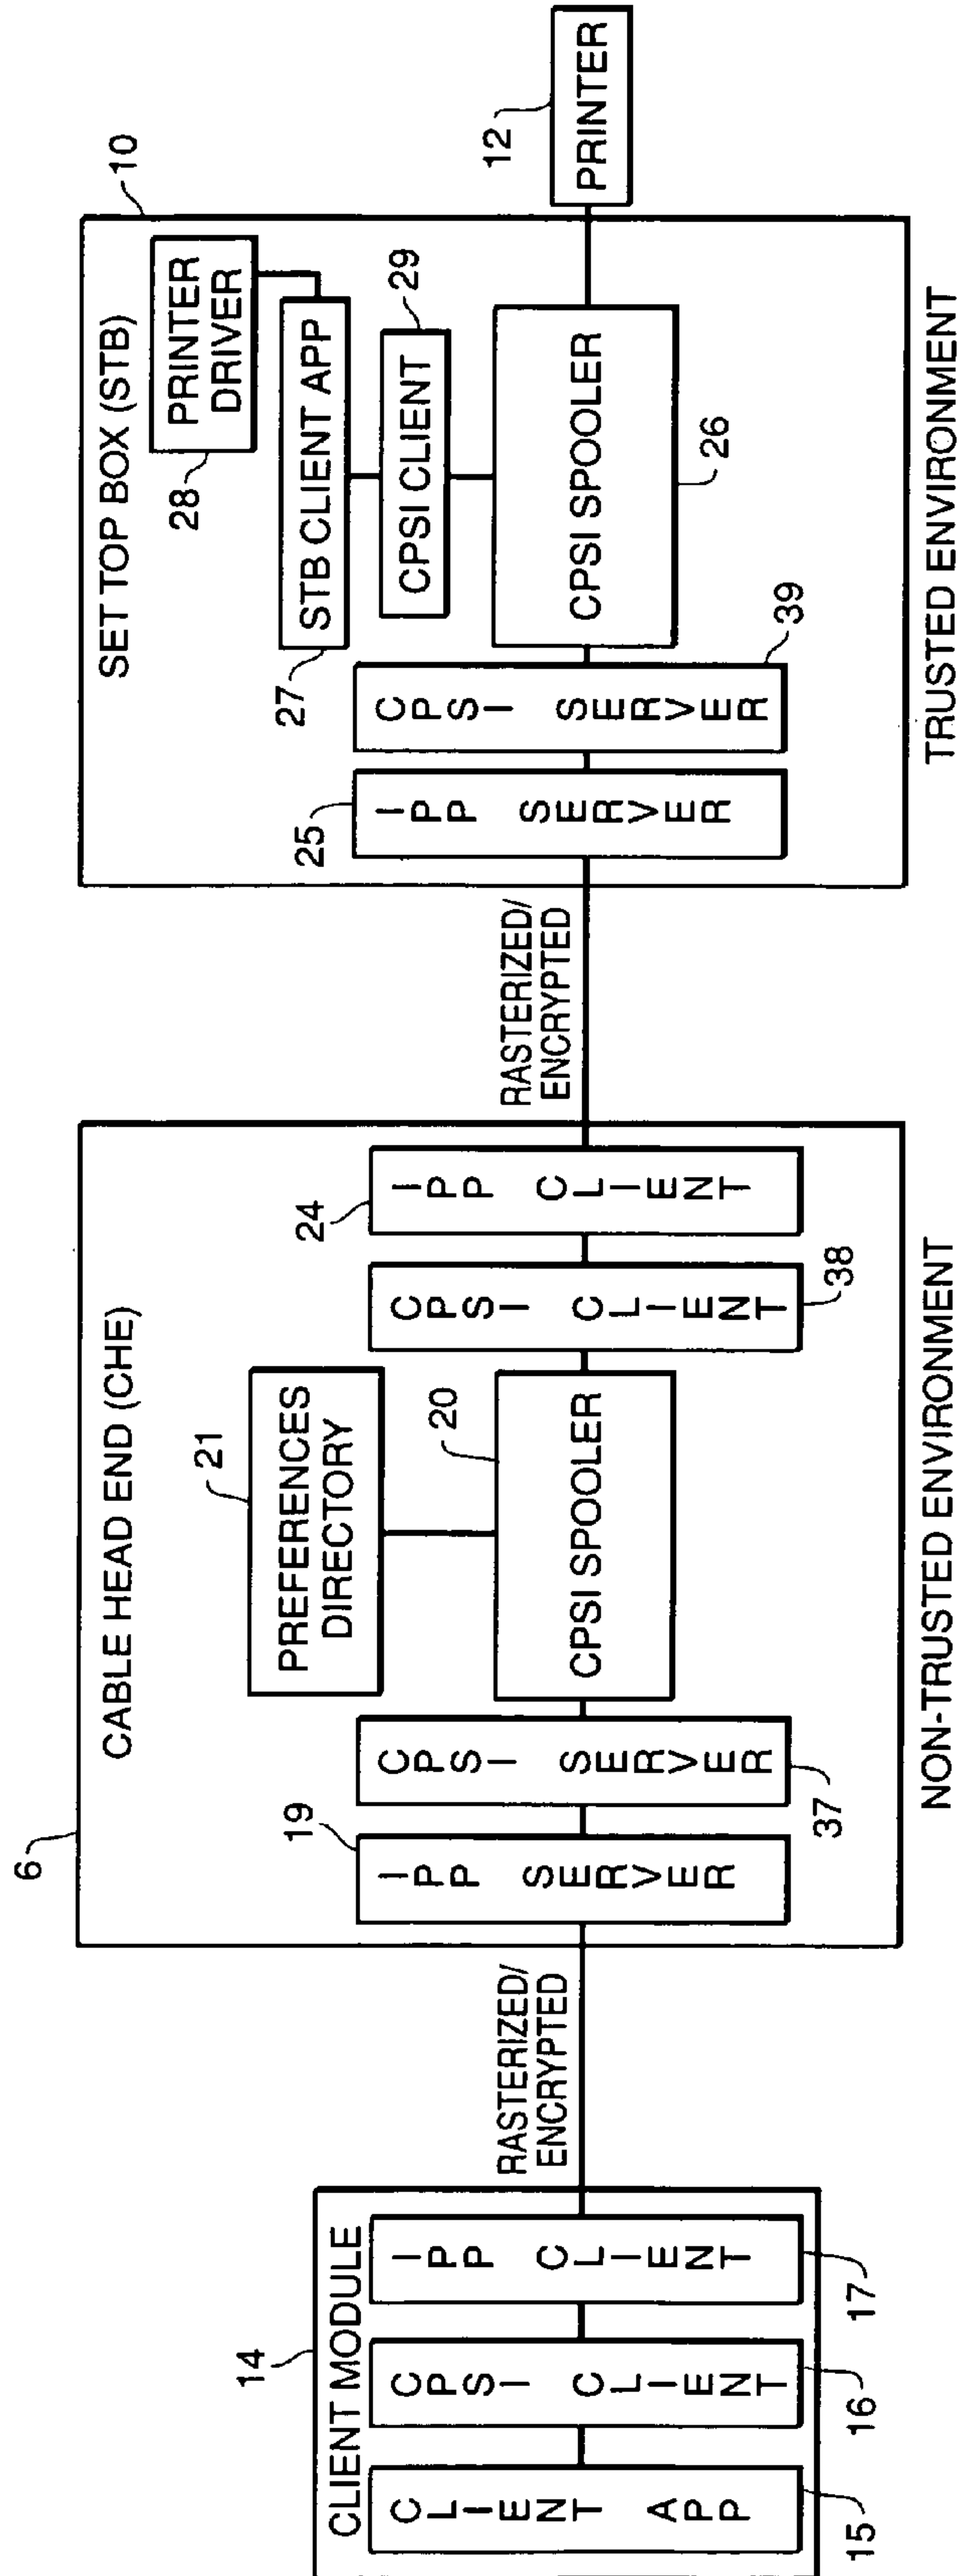 14
CLIENT MODULE
CLIENT APP
15
CPSI CLIENT
16
IPP CLIENT
17
RASTERIZED/
ENCRYPTED
6
CABLE HEAD END (CHE)
19
IPP SERVER
CPSI SERVER
37
21
PREFERENCES
DIRECTORY
20
CPSI SPOOLER
CPSI CLIENT
38
24
IPP CLIENT
NON-TRUSTED ENVIRONMENT
RASTERIZED/
ENCRYPTED
10
SET TOP BOX (STB)
25
IPP SERVER
CPSI SERVER
39
28
PRINTER
DRIVER
27
STB CLIENT APP
CPSI CLIENT
29
CPSI SPOOLER
26
TRUSTED ENVIRONMENT
12
PRINTER